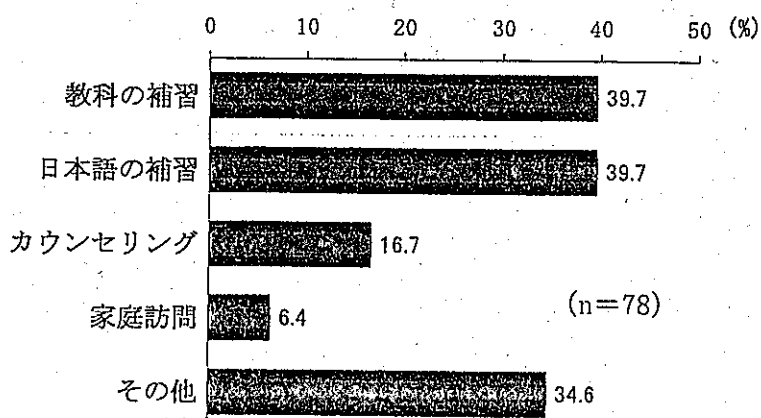 0 10 20 30 40 50 (%)
教科の補習 39.7
日本語の補習 39.7
カウンセリング 16.7
家庭訪問 6.4
(n=78)
その他 34.6